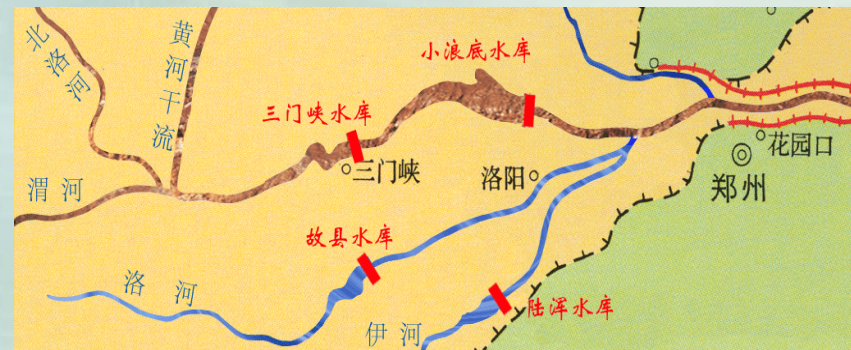 北洛河
黄河干流
小浪底水库
三门峡水库
三门峡
洛阳
花园口
郑州
渭河
故县水库
洛河
陆浑水库
伊河